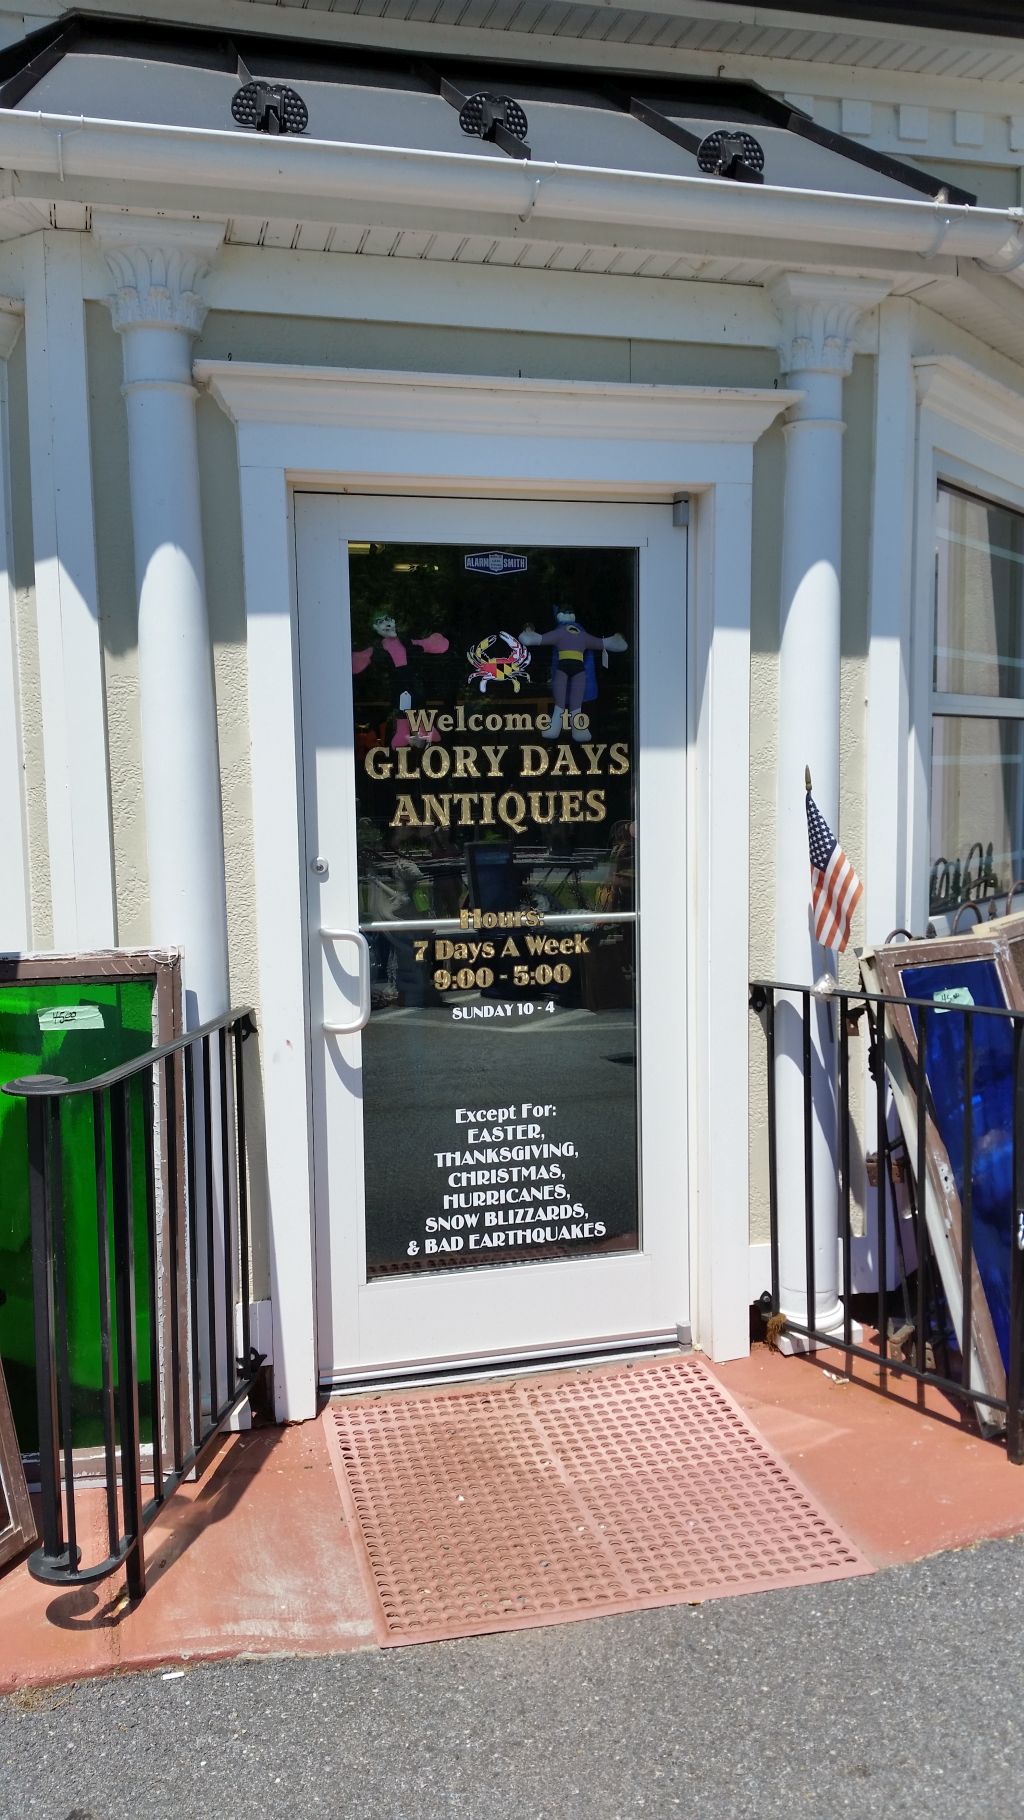 ALARM SMITH
Welcome to
GLORY DAYS
ANTIQUES
Hours:
7 Days A Week
9:00 - 5:00
SUNDAY 10 - 4
Except For:
EASTER,
THANKSGIVING,
CHRISTMAS,
HURRICANES,
SNOW BLIZZARDS,
& BAD EARTHQUAKES
4500